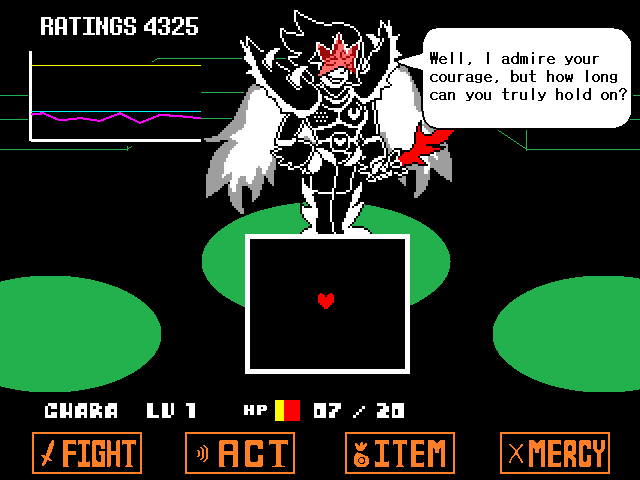 RATINGS 4325
Well, I admire your
courage, but how long
can you truly hold on?
CHARA LV 1 HP 07 / 20
FIGHT ACT ITEM MERCY